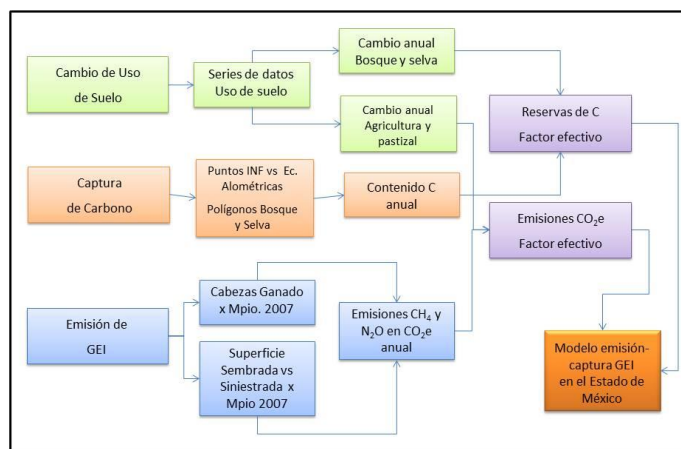 Cambio de Uso
de Suelo
Series de datos
Uso de suelo
Cambio anual
Bosque y selva
Cambio anual
Agricultura y
pastizal
Reservas de C
Factor efectivo
Captura
de Carbono
Puntos INF vs Ec.
Alométricas
Polígonos Bosque
y Selva
Contenido C
anual
Emisiones CO₂e
Factor efectivo
Emisión de
GEI
Cabezas Ganado
x Mpio. 2007
Superficie
Sembrada vs
Siniestrada x
Mpio 2007
Emisiones CH₄ y
N₂O en CO₂e
anual
Modelo emisión-
captura GEI
en el Estado de
México